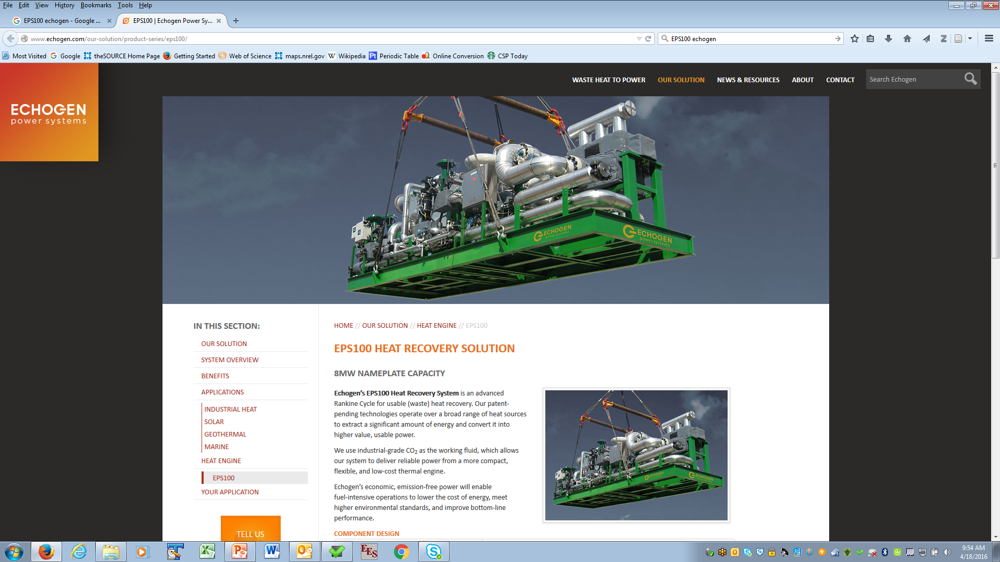 File Edit View History Bookmarks Tools Help
EPS100 echogen - Google ...
EPS100 | Echogen Power Sy...
www.echogen.com/our-solution/product-series/eps100/
EPS100 echogen
Most Visited Google theSOURCE Home Page Getting Started Web of Science maps.nrel.gov Wikipedia Periodic Table Online Conversion CSP Today
ECHOGEN
power systems
WASTE HEAT TO POWER OUR SOLUTION NEWS & RESOURCES ABOUT CONTACT
Search Echogen
ECHOGEN
power systems
ECHOGEN
power systems
IN THIS SECTION:
OUR SOLUTION
SYSTEM OVERVIEW
BENEFITS
APPLICATIONS
INDUSTRIAL HEAT
SOLAR
GEOTHERMAL
MARINE
HEAT ENGINE
EPS100
YOUR APPLICATION
TELL US
HOME // OUR SOLUTION // HEAT ENGINE // EPS100
EPS100 HEAT RECOVERY SOLUTION
8MW NAMEPLATE CAPACITY
Echogen’s EPS100 Heat Recovery System is an advanced
Rankine Cycle for usable (waste) heat recovery. Our patent-
pending technologies operate over a broad range of heat sources
to extract a significant amount of energy and convert it into
higher value, usable power.
We use industrial-grade CO₂ as the working fluid, which allows
our system to deliver reliable power from a more compact,
flexible, and low-cost thermal engine.
Echogen’s economic, emission-free power will enable
fuel-intensive operations to lower the cost of energy, meet
higher environmental standards, and improve bottom-line
performance.
COMPONENT DESIGN
ECHOGEN
ECHOGEN
EES
9:54 AM
4/18/2016